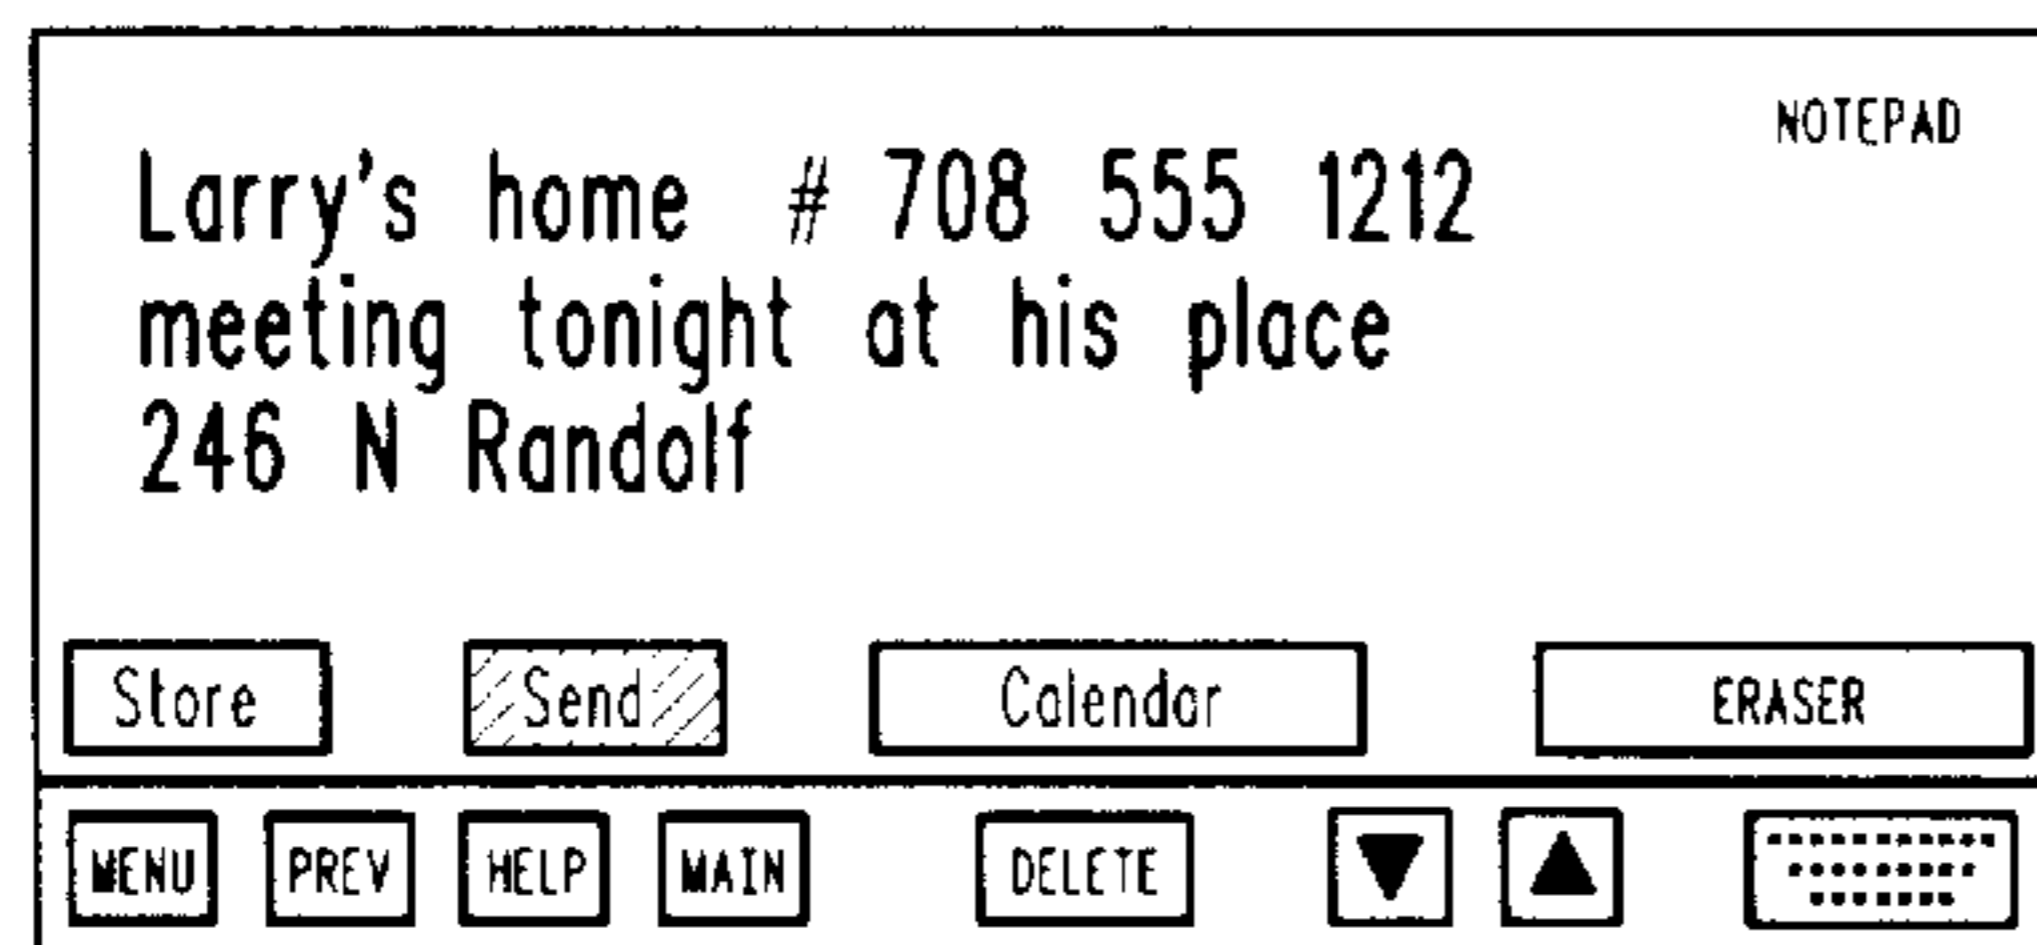 NOTEPAD
Larry's home # 708 555 1212
meeting tonight at his place
246 N Randolf
Store Send Calendar ERASER
MENU PREV HELP MAIN DELETE